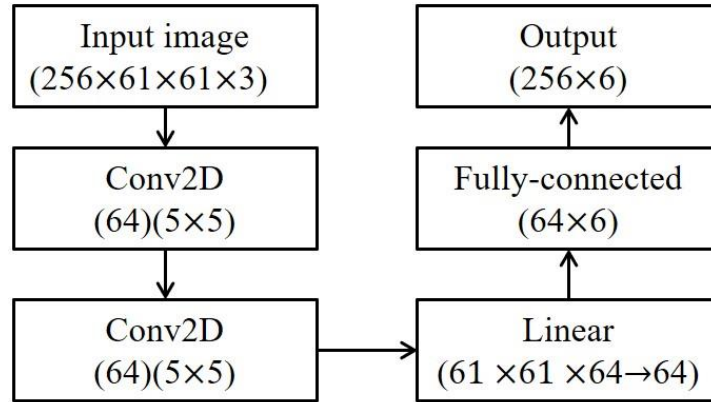 Input image
(256×61×61×3)
Conv2D
(64)(5×5)
Conv2D
(64)(5×5)
Linear
(61 ×61 ×64→64)
Fully-connected
(64×6)
Output
(256×6)